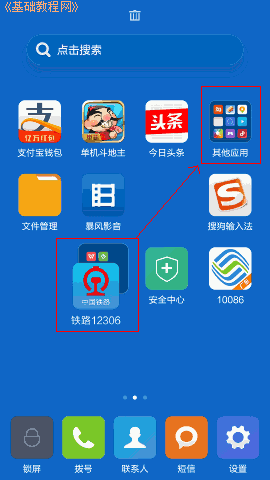 《基础教程网》
点击搜索
亿万红包
头条
支付宝钱包
单机斗地主
今日头条
其他应用
文件管理
暴风影音
搜狗输入法
中国铁路
铁路12306
安全中心
10086
锁屏
拨号
联系人
短信
设置